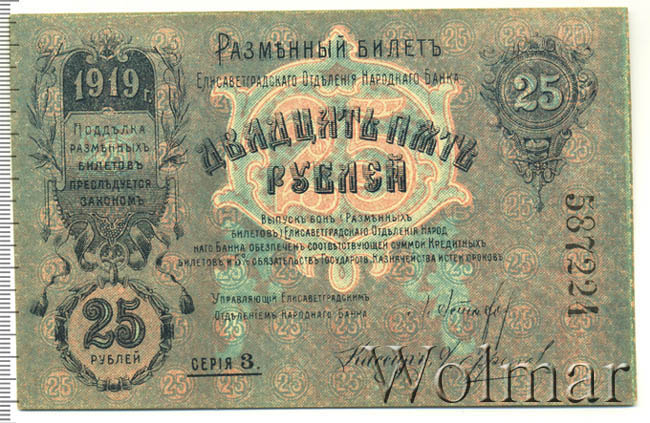 Размѣнный Билетъ
Елисаветградскаго Отдѣленія Народнаго Банка
1919 г.
25
Поддѣлка
размѣнныхъ
билетовъ
преслѣдуется
закономъ
Двадцать пять
рублей
Выпускъ бонъ (Размѣнныхъ
билетовъ) Елисаветградскаго Отдѣленія Народ
наго Банка обезпеченъ соотвѣтствующей суммой Кредитныхъ
Билетовъ и 5% обязательствъ Государств. Казначейства истек. сроковъ
Управляющій Елисаветградскимъ
Отдѣленіемъ Народнаго Банка
25
рублей
Серія 3.
587224
Wolmar